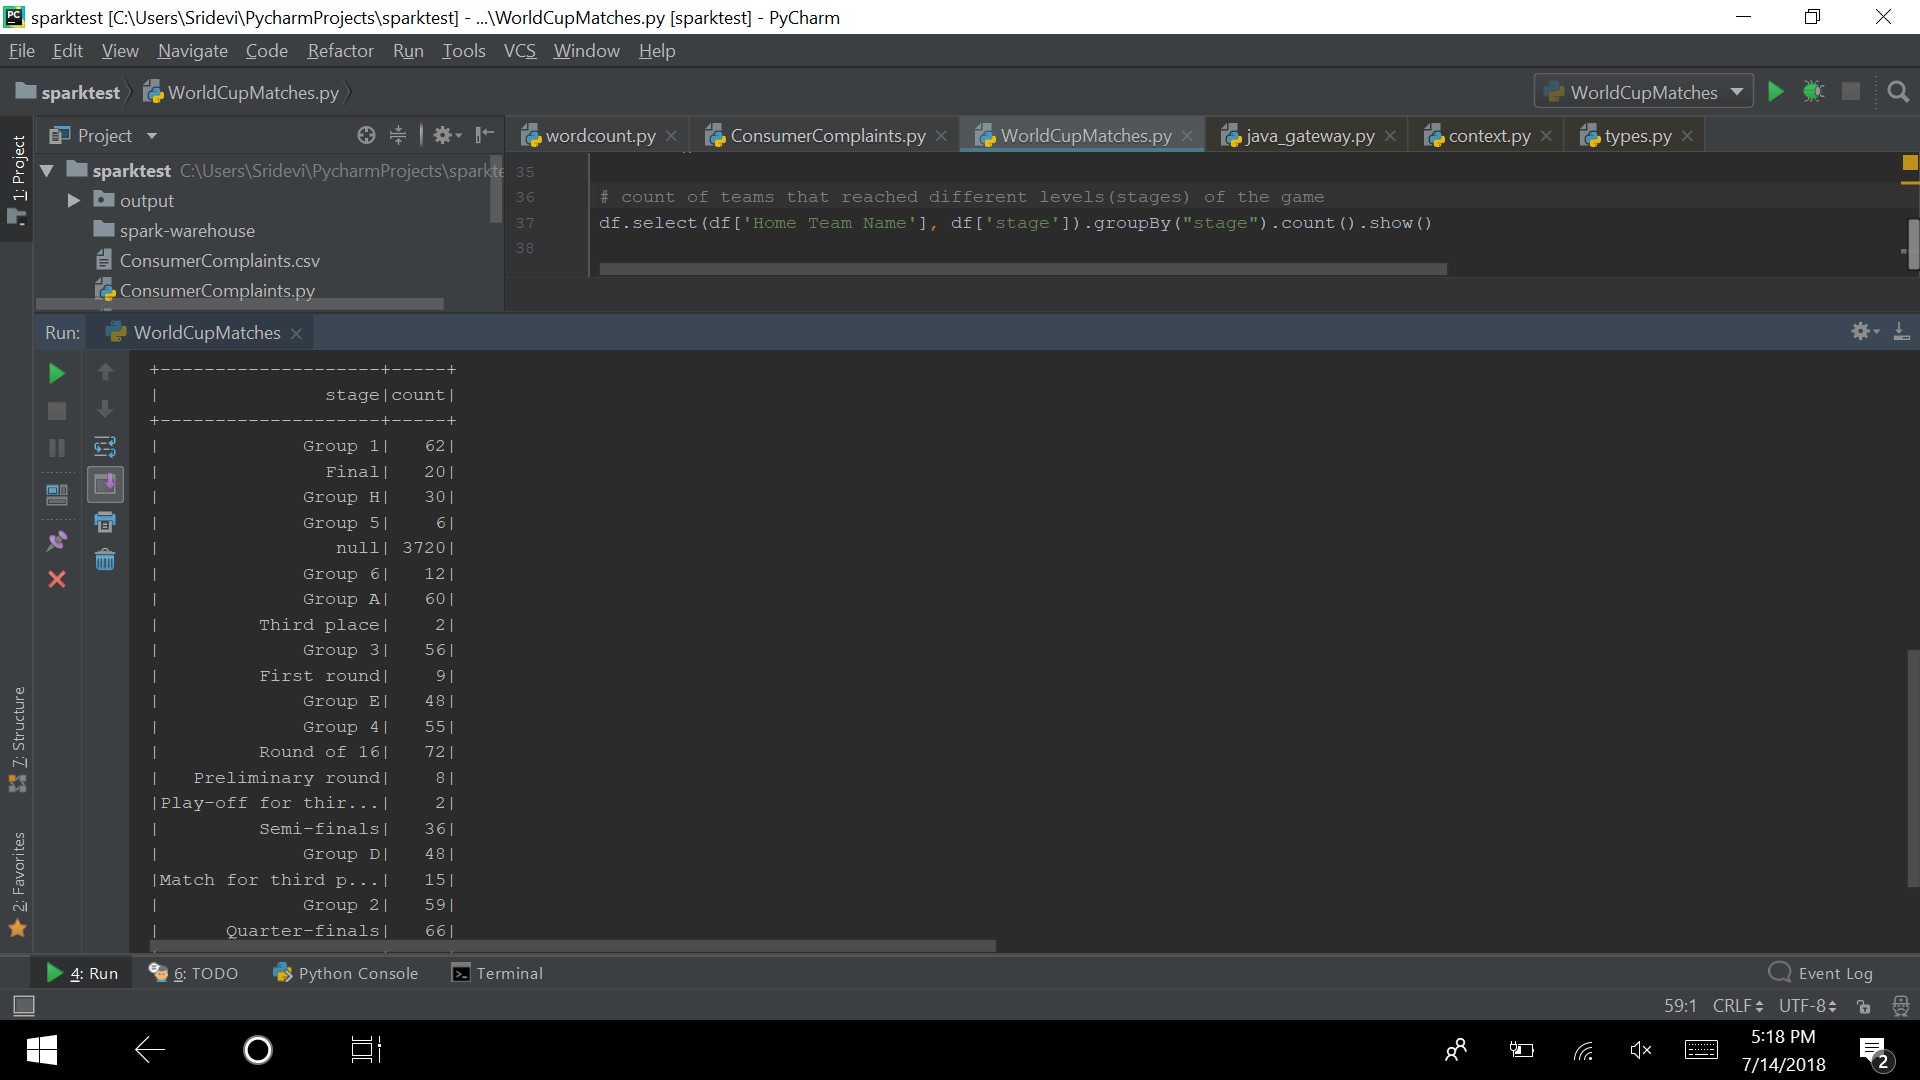 sparktest [C:\Users\Sridevi\PycharmProjects\sparktest] - ...\WorldCupMatches.py [sparktest] - PyCharm
File Edit View Navigate Code Refactor Run Tools VCS Window Help
sparktest WorldCupMatches.py WorldCupMatches
1: Project
Project
wordcount.py ConsumerComplaints.py WorldCupMatches.py java_gateway.py context.py types.py
sparktest C:\Users\Sridevi\PycharmProjects\sparkte
output
spark-warehouse
ConsumerComplaints.csv
ConsumerComplaints.py
35
36 # count of teams that reached different levels(stages) of the game
37 df.select(df['Home Team Name'], df['stage']).groupBy("stage").count().show()
38
Run: WorldCupMatches
+--------------------+-----+
|               stage|count|
+--------------------+-----+
|             Group 1|   62|
|               Final|   20|
|             Group H|   30|
|             Group 5|    6|
|                null| 3720|
|             Group 6|   12|
|             Group A|   60|
|         Third place|    2|
|             Group 3|   56|
|         First round|    9|
|             Group E|   48|
|             Group 4|   55|
|         Round of 16|   72|
|   Preliminary round|    8|
|Play-off for thir...|    2|
|         Semi-finals|   36|
|             Group D|   48|
|Match for third p...|   15|
|             Group 2|   59|
|      Quarter-finals|   66|
7: Structure
2: Favorites
4: Run 6: TODO Python Console Terminal Event Log
59:1 CRLF UTF-8
5:18 PM
7/14/2018
2